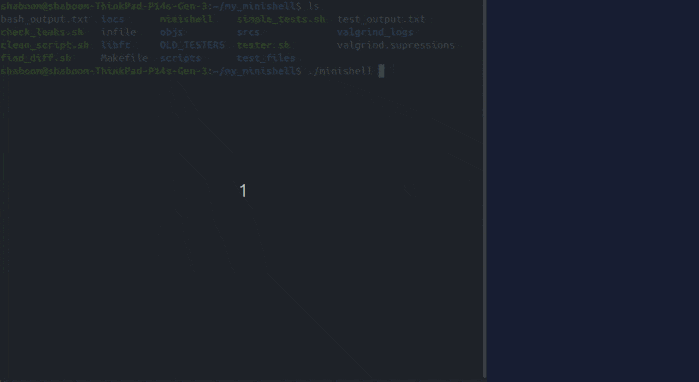 shaboom@shaboom-ThinkPad-P14s-Gen-3:~/my_minishell$ ls
bash_output.txt locs minishell simple_tests.sh test_output.txt
check_leaks.sh infile objs srcs valgrind_logs
clean_script.sh libft OLD_TESTERS tester.sh valgrind.supressions
find_diff.sh Makefile scripts test_files
shaboom@shaboom-ThinkPad-P14s-Gen-3:~/my_minishell$ ./minishell
1